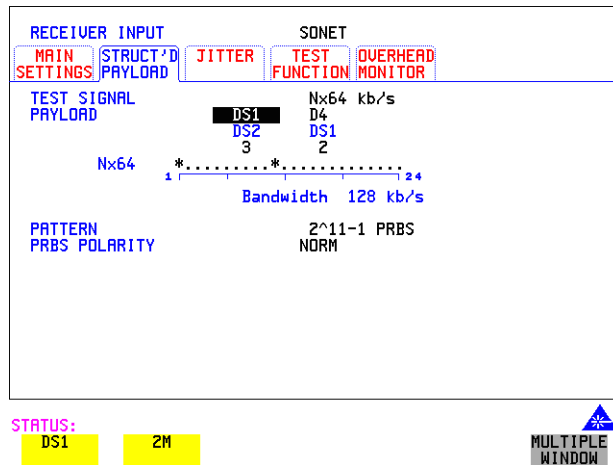 RECEIVER INPUT SONET
MAIN SETTINGS STRUCT'D PAYLOAD JITTER TEST FUNCTION OVERHEAD MONITOR
TEST SIGNAL Nx64 kb/s
PAYLOAD DS1 D4
DS2 DS1
3 2
Nx64 *.........*.............
1 24
Bandwidth 128 kb/s
PATTERN 2^11-1 PRBS
PRBS POLARITY NORM
STATUS:
DS1 2M
MULTIPLE WINDOW